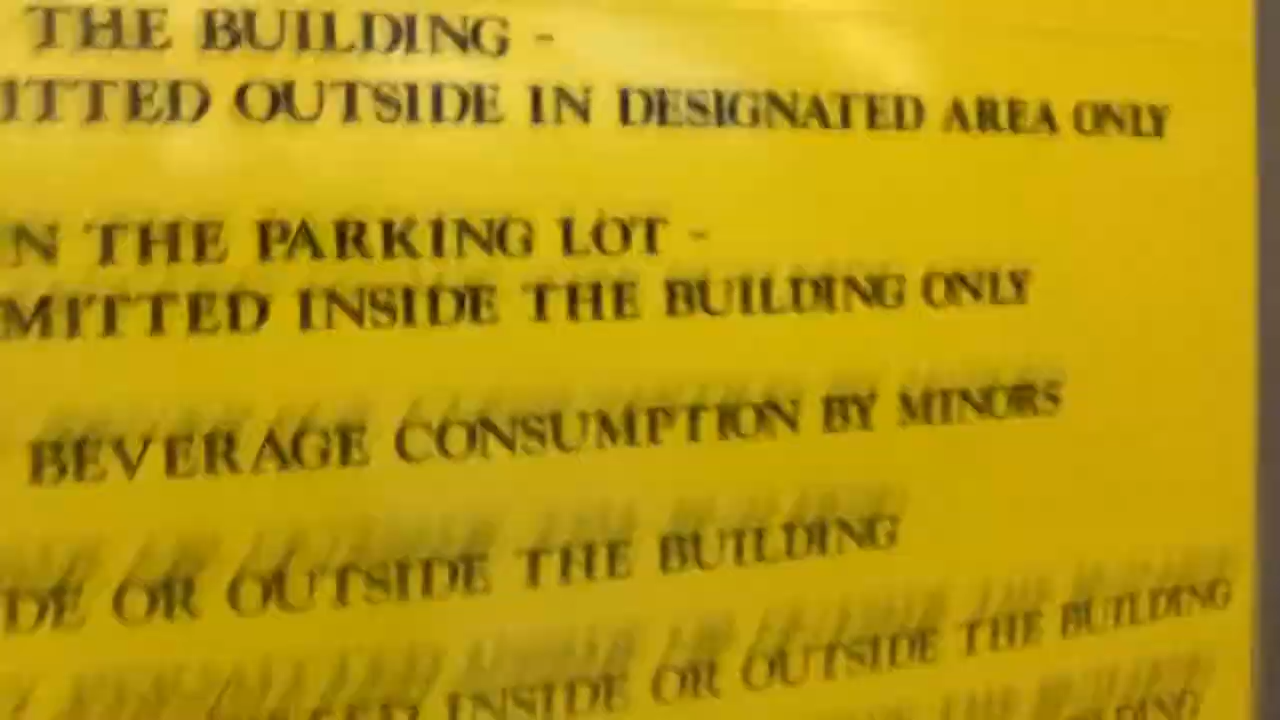 THE BUILDING -
ITTED OUTSIDE IN DESIGNATED AREA ONLY
N THE PARKING LOT -
MITTED INSIDE THE BUILDING ONLY
BEVERAGE CONSUMPTION BY MINORS
DE OR OUTSIDE THE BUILDING
INSIDE OR OUTSIDE THE BUILDING